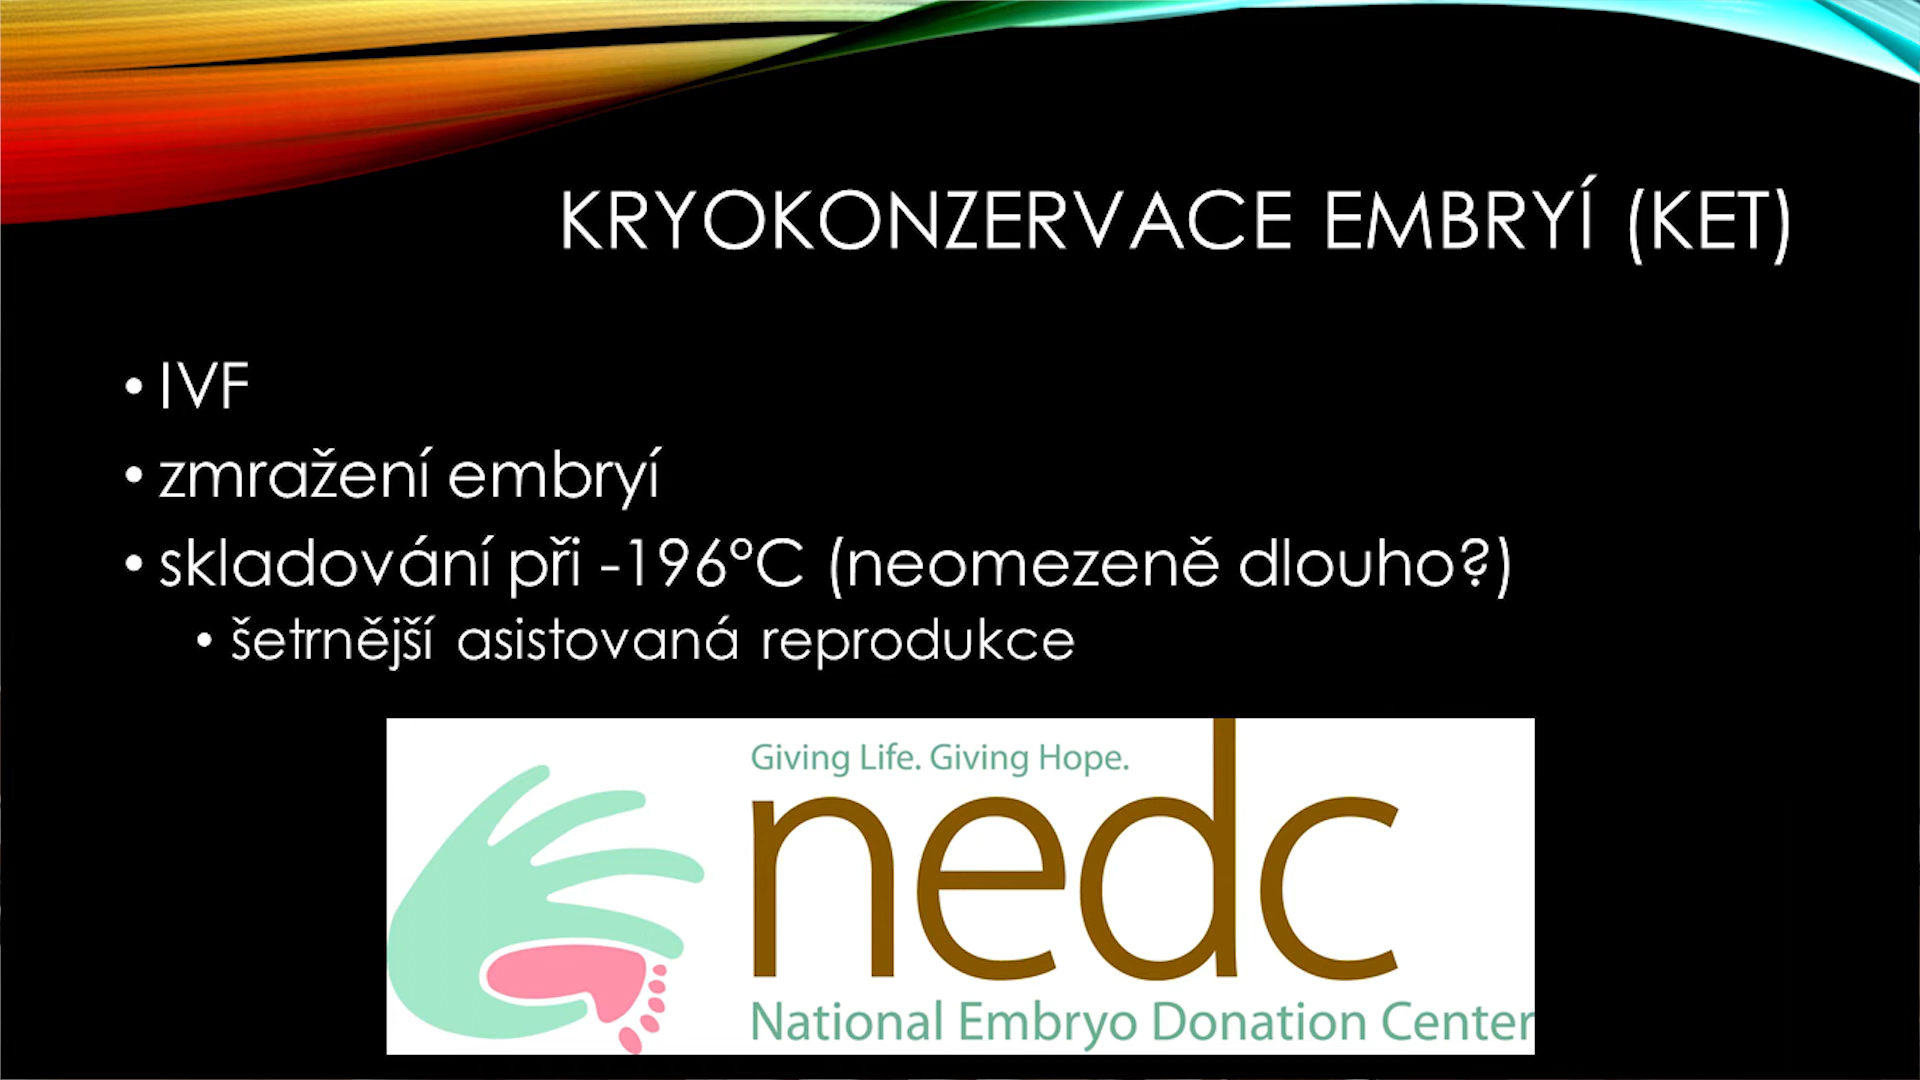 KRYOKONZERVACE EMBRYÍ (KET)
• IVF
• zmražení embryí
• skladování při -196°C (neomezeně dlouho?)
• šetrnější asistovaná reprodukce
Giving Life. Giving Hope.
nedc
National Embryo Donation Center